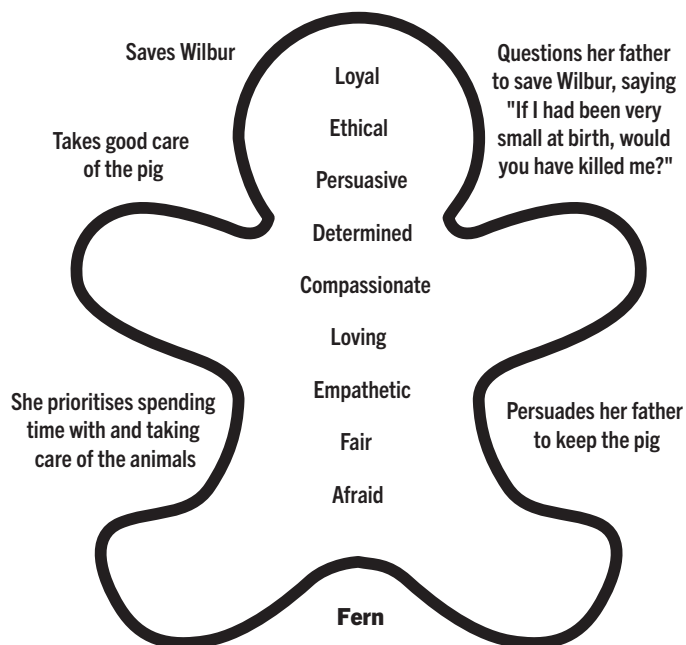 Saves Wilbur
Questions her father
to save Wilbur, saying
"If I had been very
small at birth, would
you have killed me?"
Takes good care
of the pig
Loyal
Ethical
Persuasive
Determined
Compassionate
Loving
Empathetic
Fair
Afraid
She prioritises spending
time with and taking
care of the animals
Persuades her father
to keep the pig
Fern